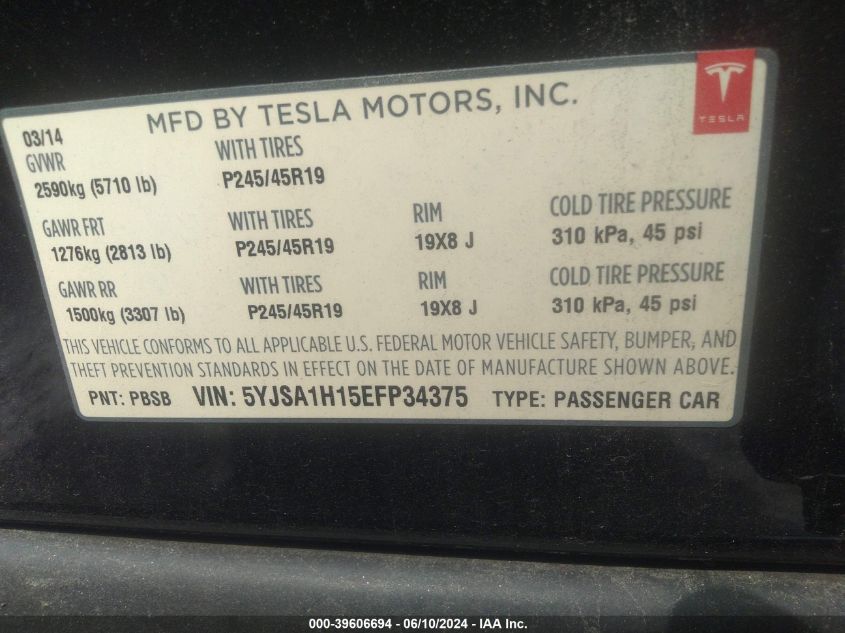 MFD BY TESLA MOTORS, INC.
TESLA
03/14
GVWR WITH TIRES
2590kg (5710 lb) P245/45R19
GAWR FRT WITH TIRES RIM COLD TIRE PRESSURE
1276kg (2813 lb) P245/45R19 19X8 J 310 kPa, 45 psi
GAWR RR WITH TIRES RIM COLD TIRE PRESSURE
1500kg (3307 lb) P245/45R19 19X8 J 310 kPa, 45 psi
THIS VEHICLE CONFORMS TO ALL APPLICABLE U.S. FEDERAL MOTOR VEHICLE SAFETY, BUMPER, AND
THEFT PREVENTION STANDARDS IN EFFECT ON THE DATE OF MANUFACTURE SHOWN ABOVE.
PNT: PBSB VIN: 5YJSA1H15EFP34375 TYPE: PASSENGER CAR
000-39606694 - 06/10/2024 - IAA Inc.